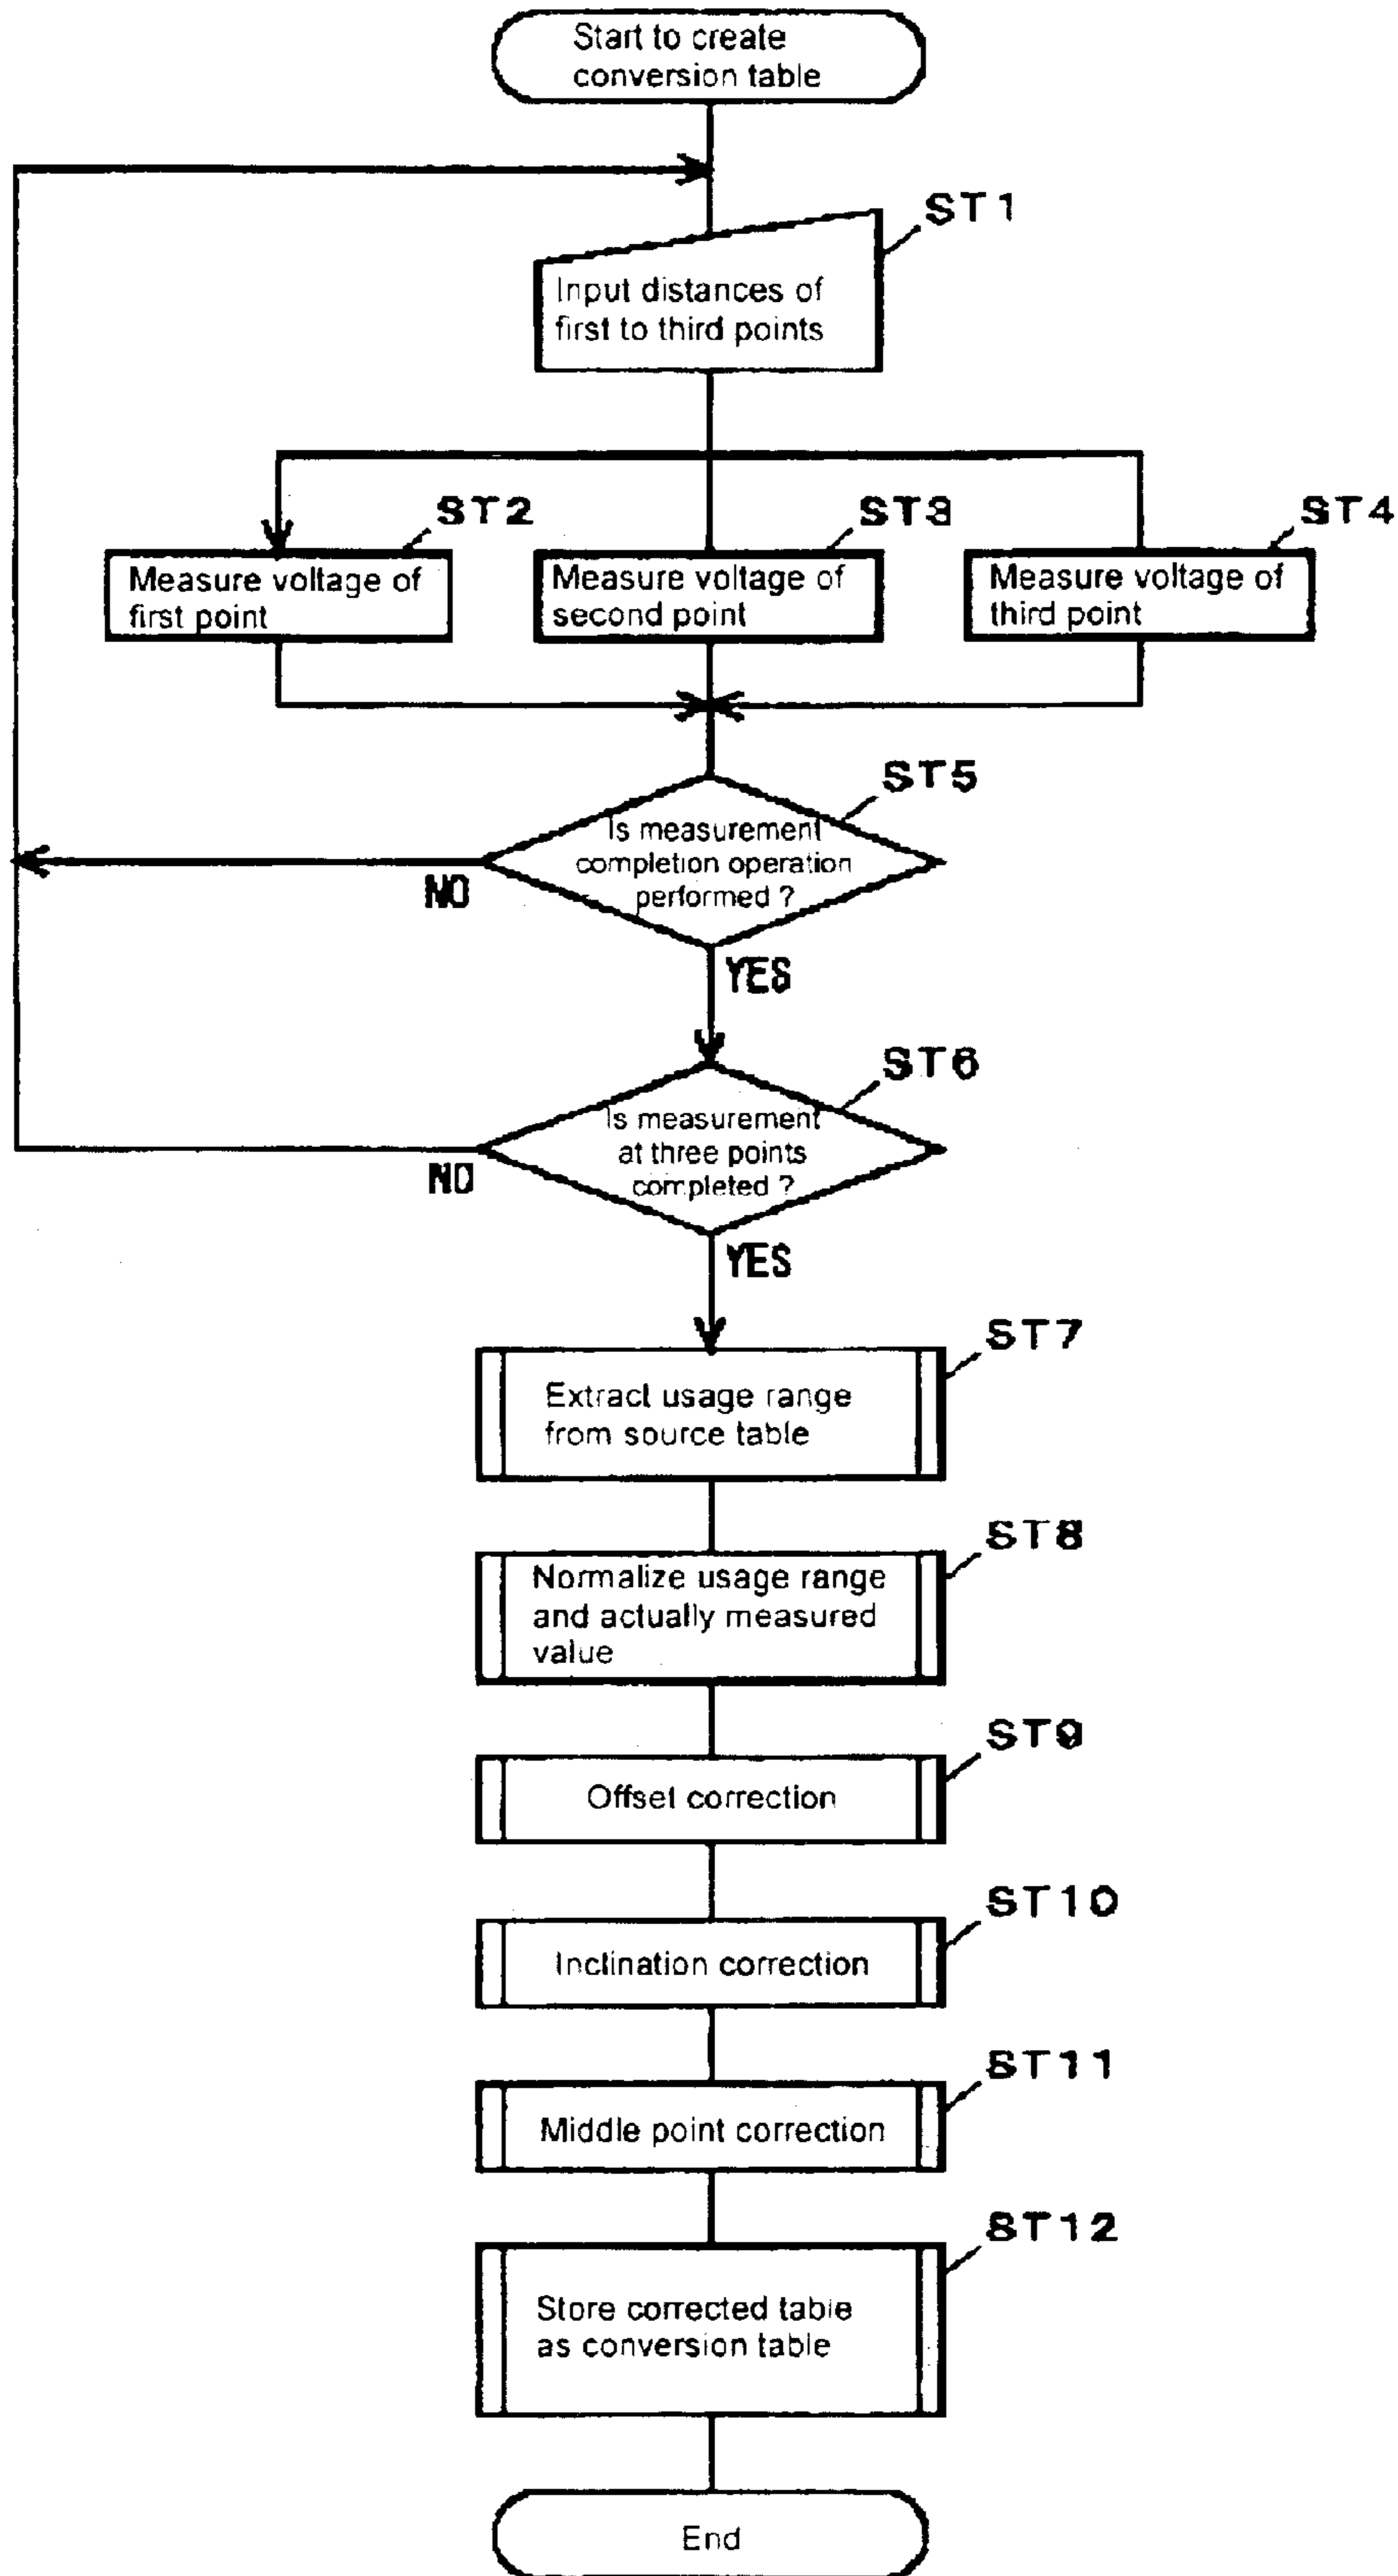 Start to create
conversion table
ST1
Input distances of
first to third points
ST2
ST3
ST4
Measure voltage of
first point
Measure voltage of
second point
Measure voltage of
third point
ST5
Is measurement
completion operation
performed ?
NO
YES
ST6
Is measurement
at three points
completed ?
NO
YES
ST7
Extract usage range
from source table
ST8
Normalize usage range
and actually measured
value
ST9
Offset correction
ST10
Inclination correction
ST11
Middle point correction
ST12
Store corrected table
as conversion table
End